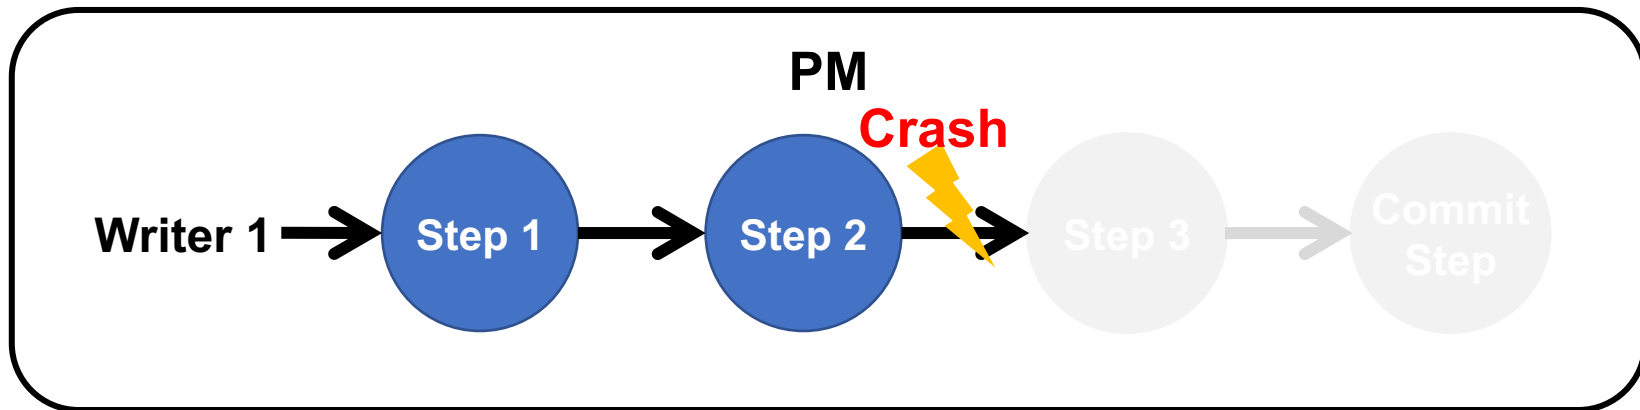 PM
Crash
Writer 1
Step 1
Step 2
Step 3
Commit
Step